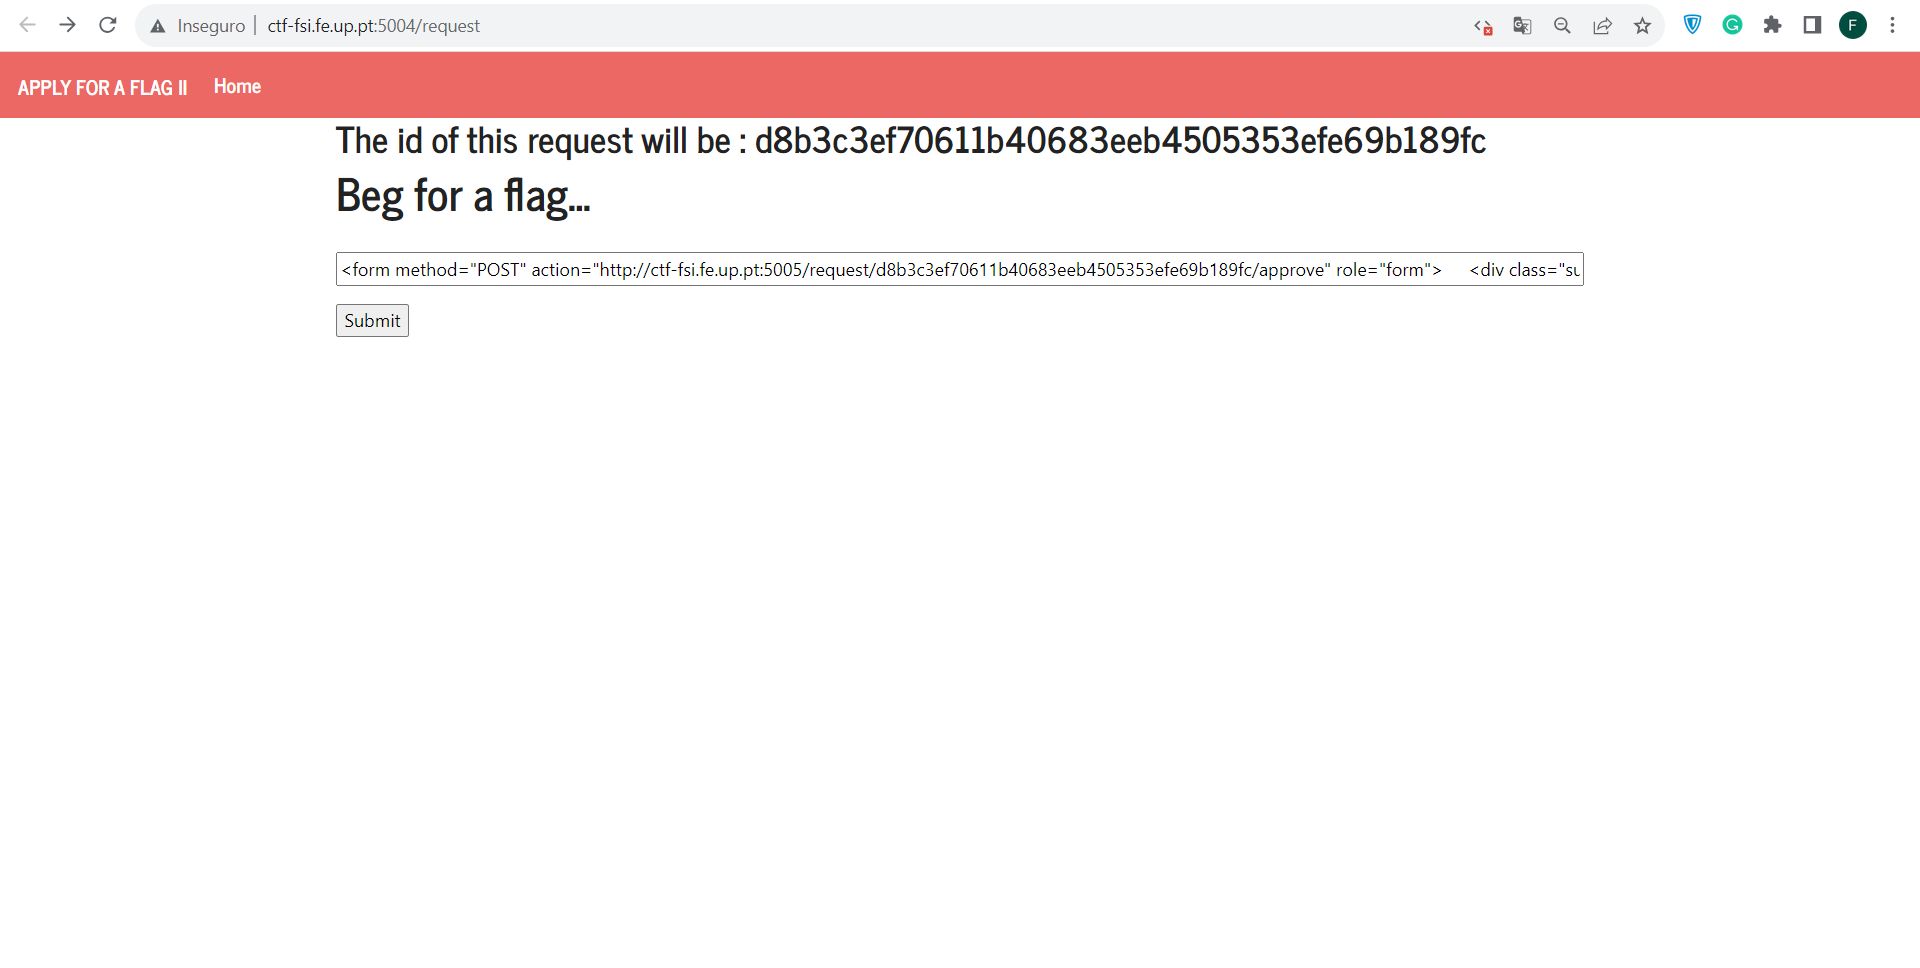 Inseguro | ctf-fsi.fe.up.pt:5004/request
F
APPLY FOR A FLAG II Home
The id of this request will be : d8b3c3ef70611b40683eeb4505353efe69b189fc
Beg for a flag...
<form method="POST" action="http://ctf-fsi.fe.up.pt:5005/request/d8b3c3ef70611b40683eeb4505353efe69b189fc/approve" role="form"> <div class="su
Submit